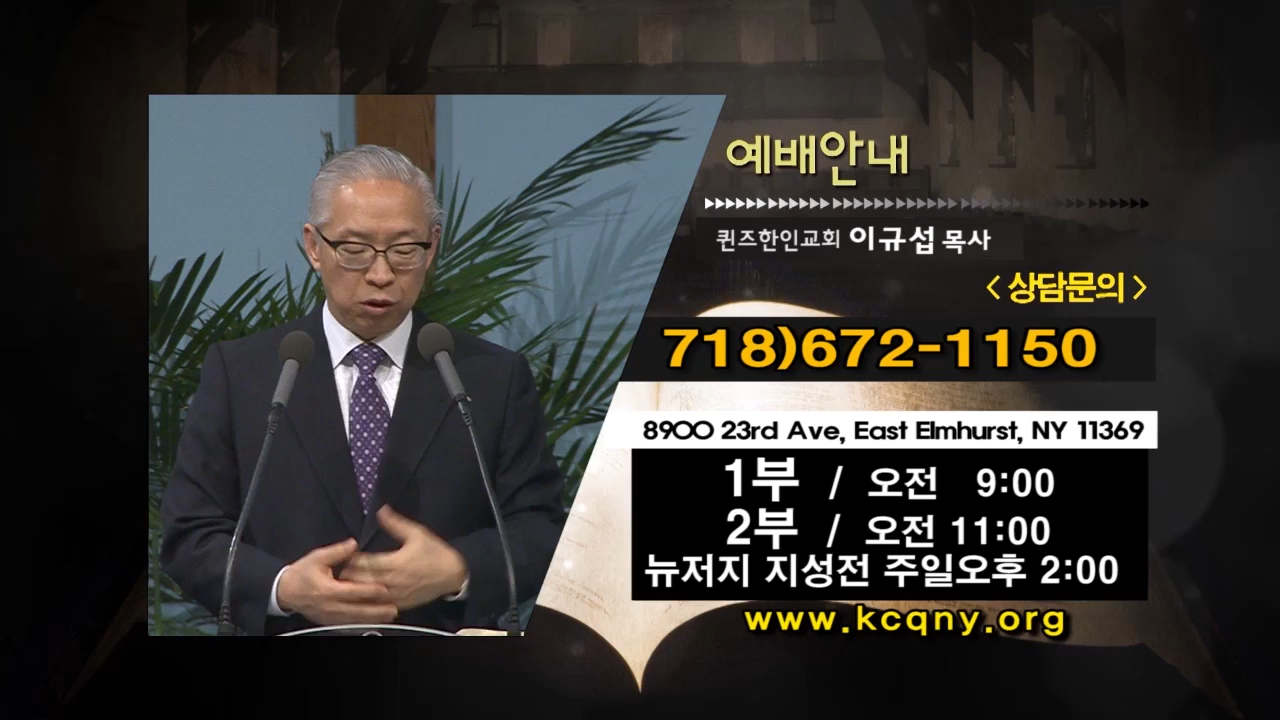 예배안내
퀸즈한인교회 이규섭 목사
< 상담문의 >
718)672-1150
8900 23rd Ave, East Elmhurst, NY 11369
1부 / 오전 9:00
2부 / 오전 11:00
뉴저지 지성전 주일오후 2:00
www.kcqny.org